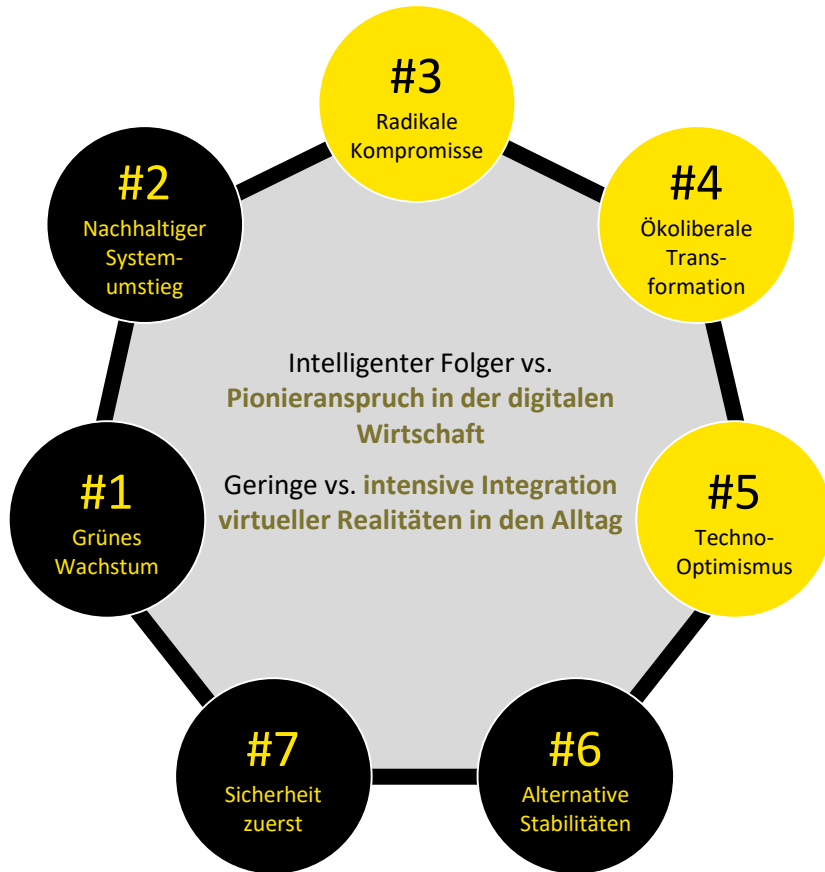 #3
Radikale
Kompromisse
#2
Nachhaltiger
System-
umstieg
#4
Ökoliberale
Trans-
formation
Intelligenter Folger vs.
Pionieranspruch in der digitalen
Wirtschaft
Geringe vs. intensive Integration
virtueller Realitäten in den Alltag
#1
Grünes
Wachstum
#5
Techno-
Optimismus
#7
Sicherheit
zuerst
#6
Alternative
Stabilitäten